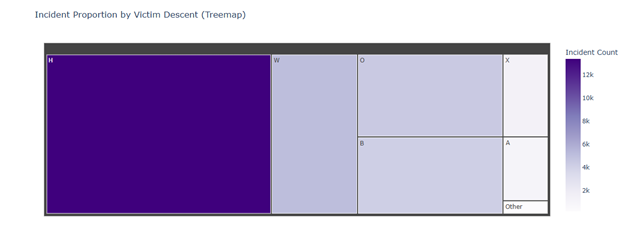 Incident Proportion by Victim Descent (Treemap)
Incident Count
H
W
O
X
B
A
Other
12k
10k
8k
6k
4k
2k